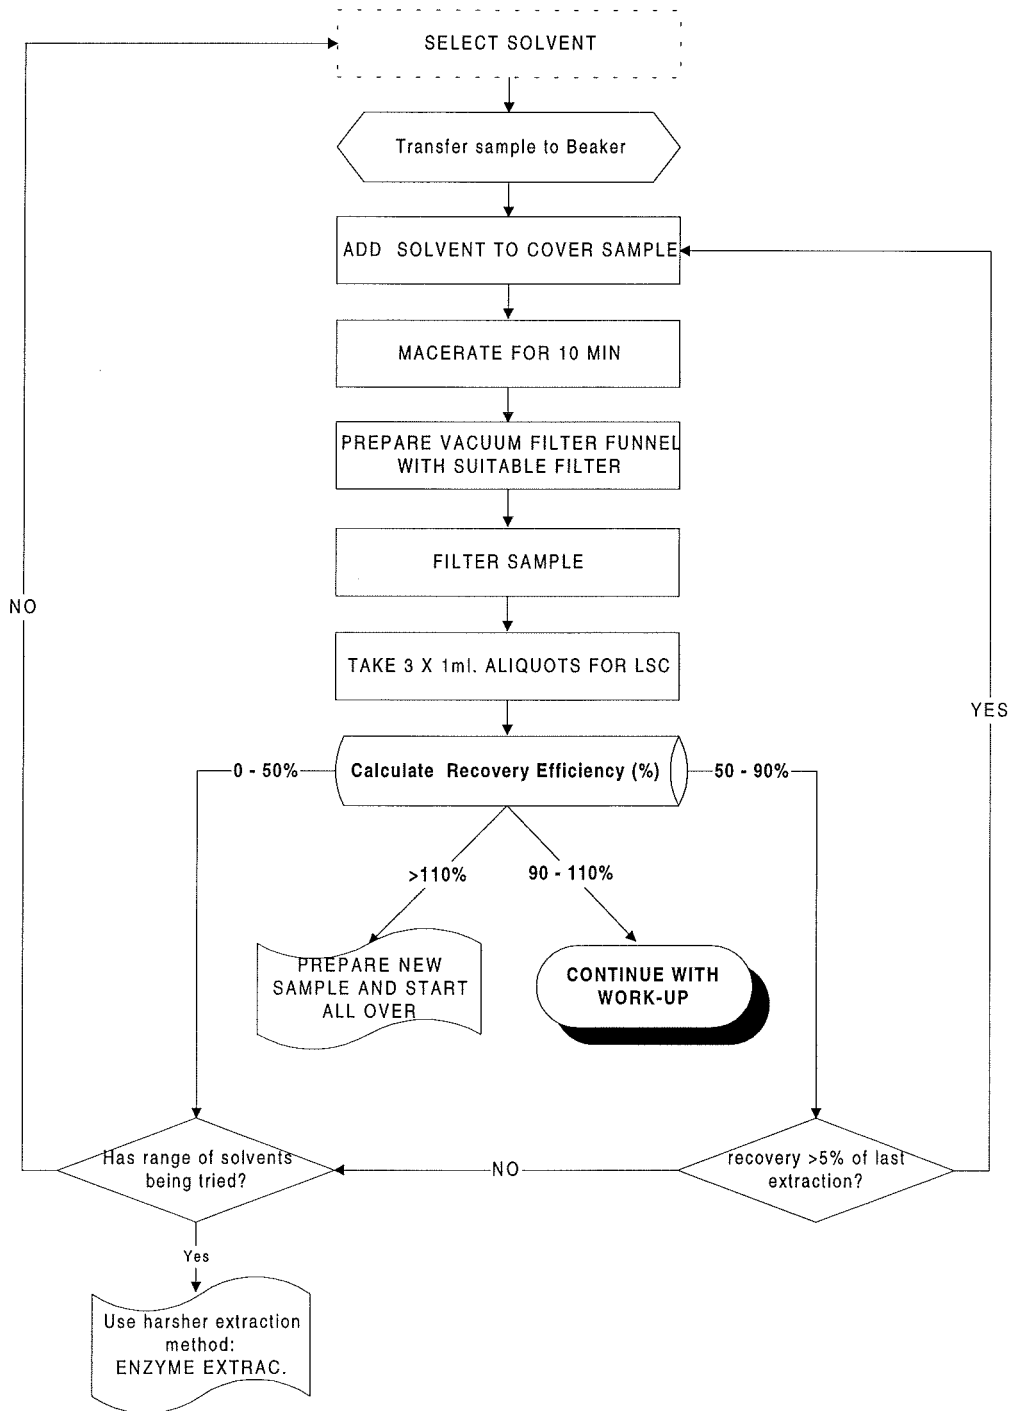 SELECT SOLVENT
Transfer sample to Beaker
ADD SOLVENT TO COVER SAMPLE
MACERATE FOR 10 MIN
PREPARE VACUUM FILTER FUNNEL
WITH SUITABLE FILTER
FILTER SAMPLE
NO
TAKE 3 X 1ml. ALIQUOTS FOR LSC
YES
0 - 50%
Calculate Recovery Efficiency (%)
50 - 90%
>110%
90 - 110%
PREPARE NEW
SAMPLE AND START
ALL OVER
CONTINUE WITH
WORK-UP
Has range of solvents
being tried?
NO
recovery >5% of last
extraction?
Yes
Use harsher extraction
method:
ENZYME EXTRAC.